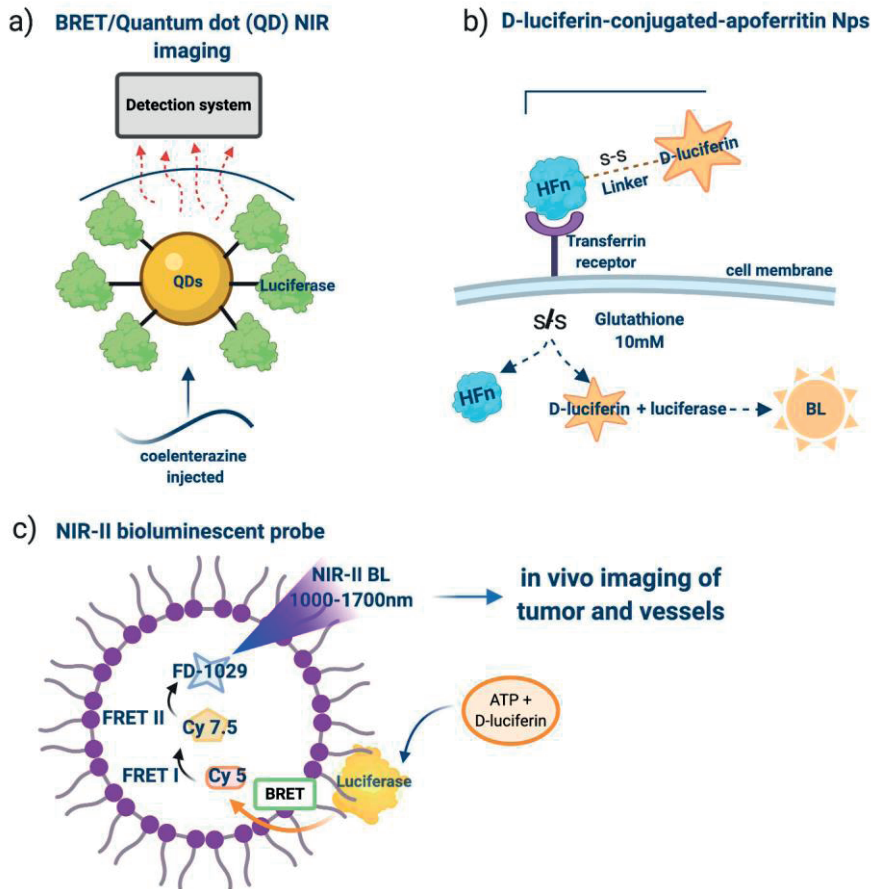 a) BRET/Quantum dot (QD) NIR
imaging
Detection system
QDs
Luciferase
coelenterazine
injected
b) D-luciferin-conjugated-apoferritin Nps
S-S
D-luciferin
HFn
Linker
Transferrin
receptor
cell membrane
S-S
Glutathione
10mM
HFn
D-luciferin + luciferase
BL
c) NIR-II bioluminescent probe
NIR-II BL
1000-1700nm
in vivo imaging of
tumor and vessels
FD-1029
FRET II
Cy 7.5
ATP +
D-luciferin
FRET I
Cy 5
BRET
Luciferase